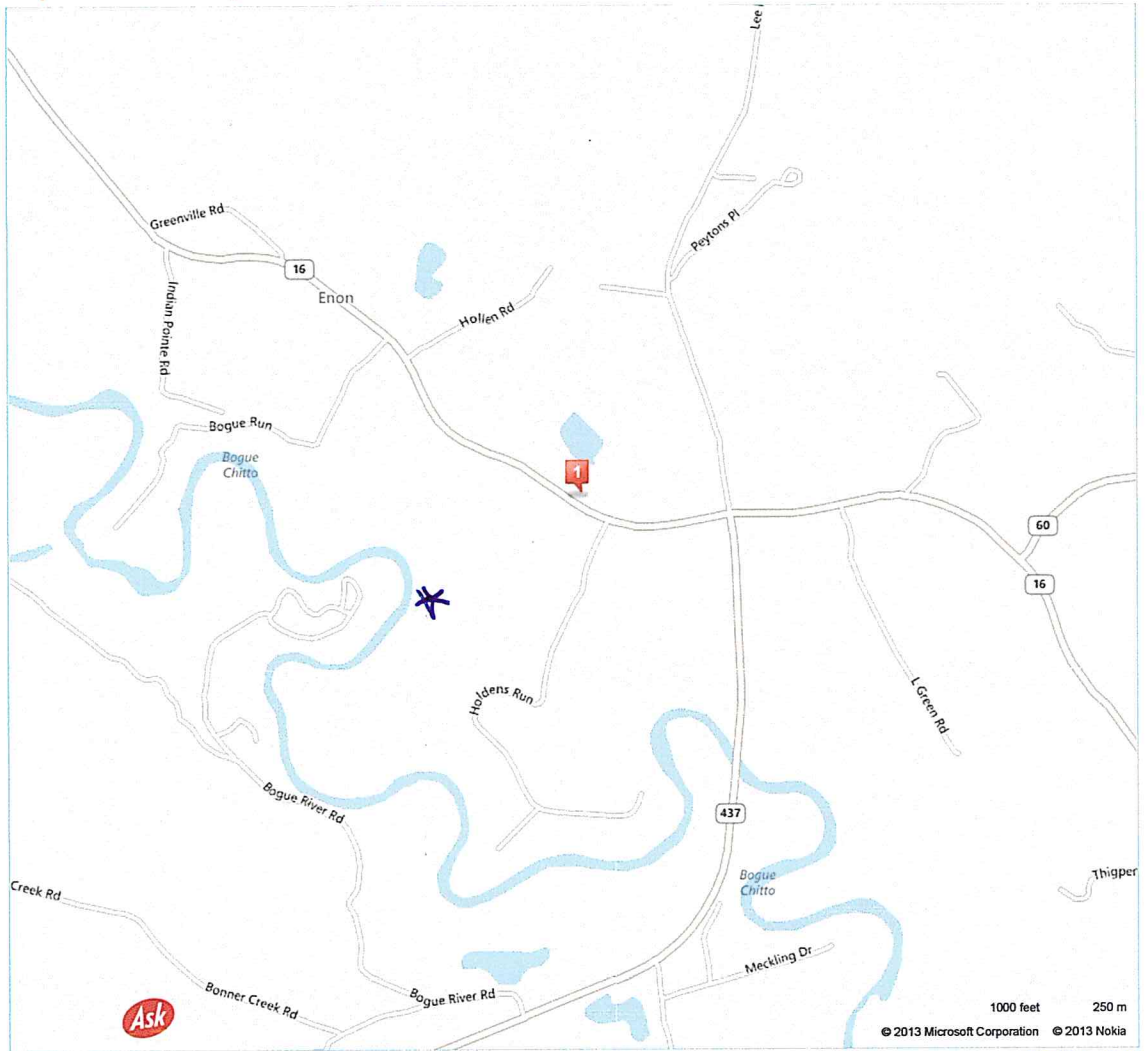 Lee
Peytons Pl
Greenville Rd
16
Enon
Indian Pointe Rd
Hollen Rd
Bogue Run
Bogue
Chitto
1
60
16
Holdens Run
L Green Rd
Bogue River Rd
437
Bogue
Chitto
Thigper
Creek Rd
Meckling Dr
Bonner Creek Rd
Bogue River Rd
Ask
1000 feet 250 m
© 2013 Microsoft Corporation © 2013 Nokia